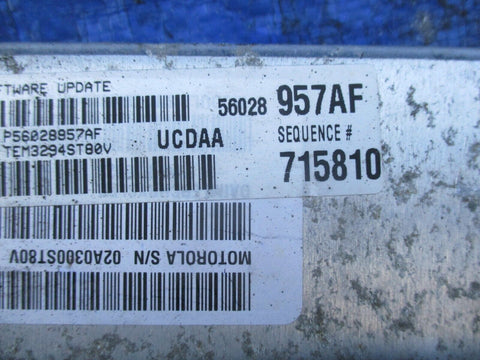 FTWARE UPDATE
56028 957AF
P56028957AF
TEM3294ST80V
UCDAA
SEQUENCE #
715810
MOTOROLA S/N 02A0300ST80V